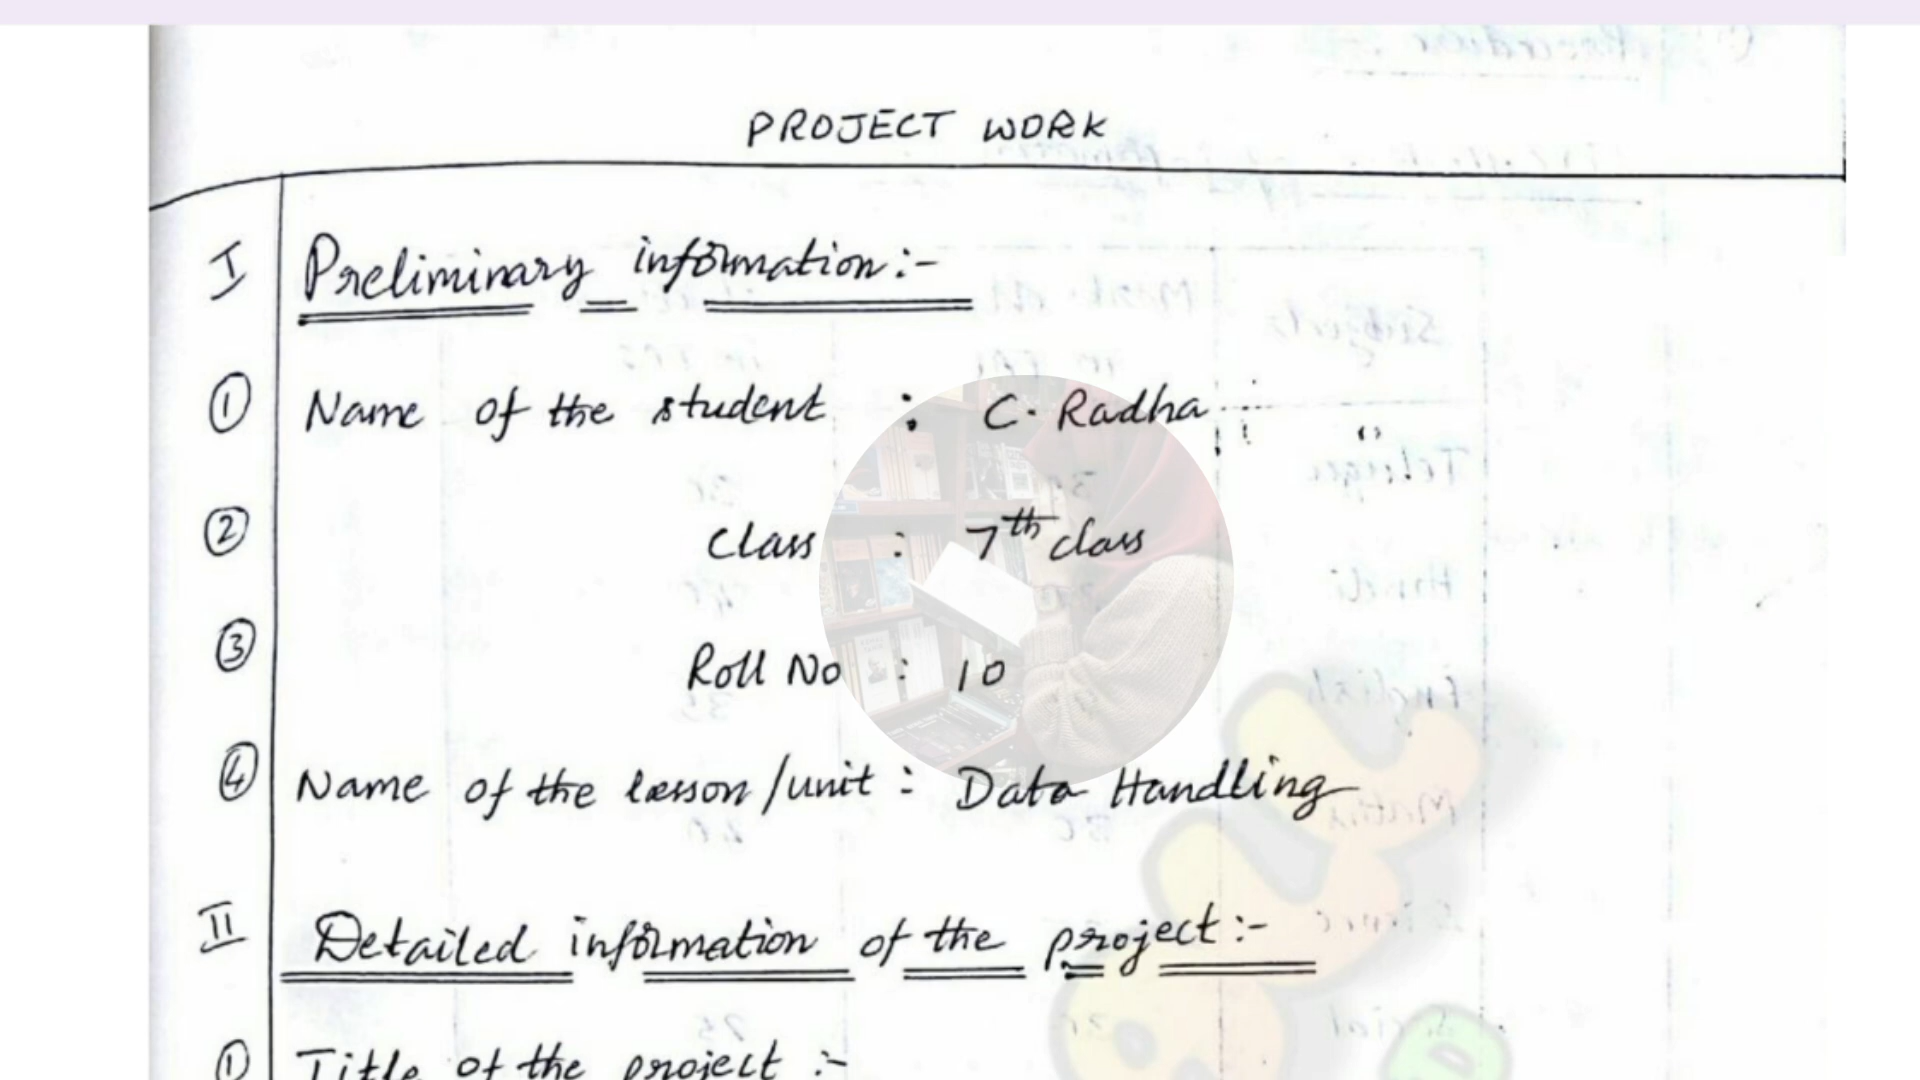 PROJECT WORK
I Preliminary information:-
① Name of the student : C. Radha
② Class : 7th class
③ Roll No : 10
④ Name of the lesson/unit : Data Handling
II Detailed information of the project:-
① Title of the project :-